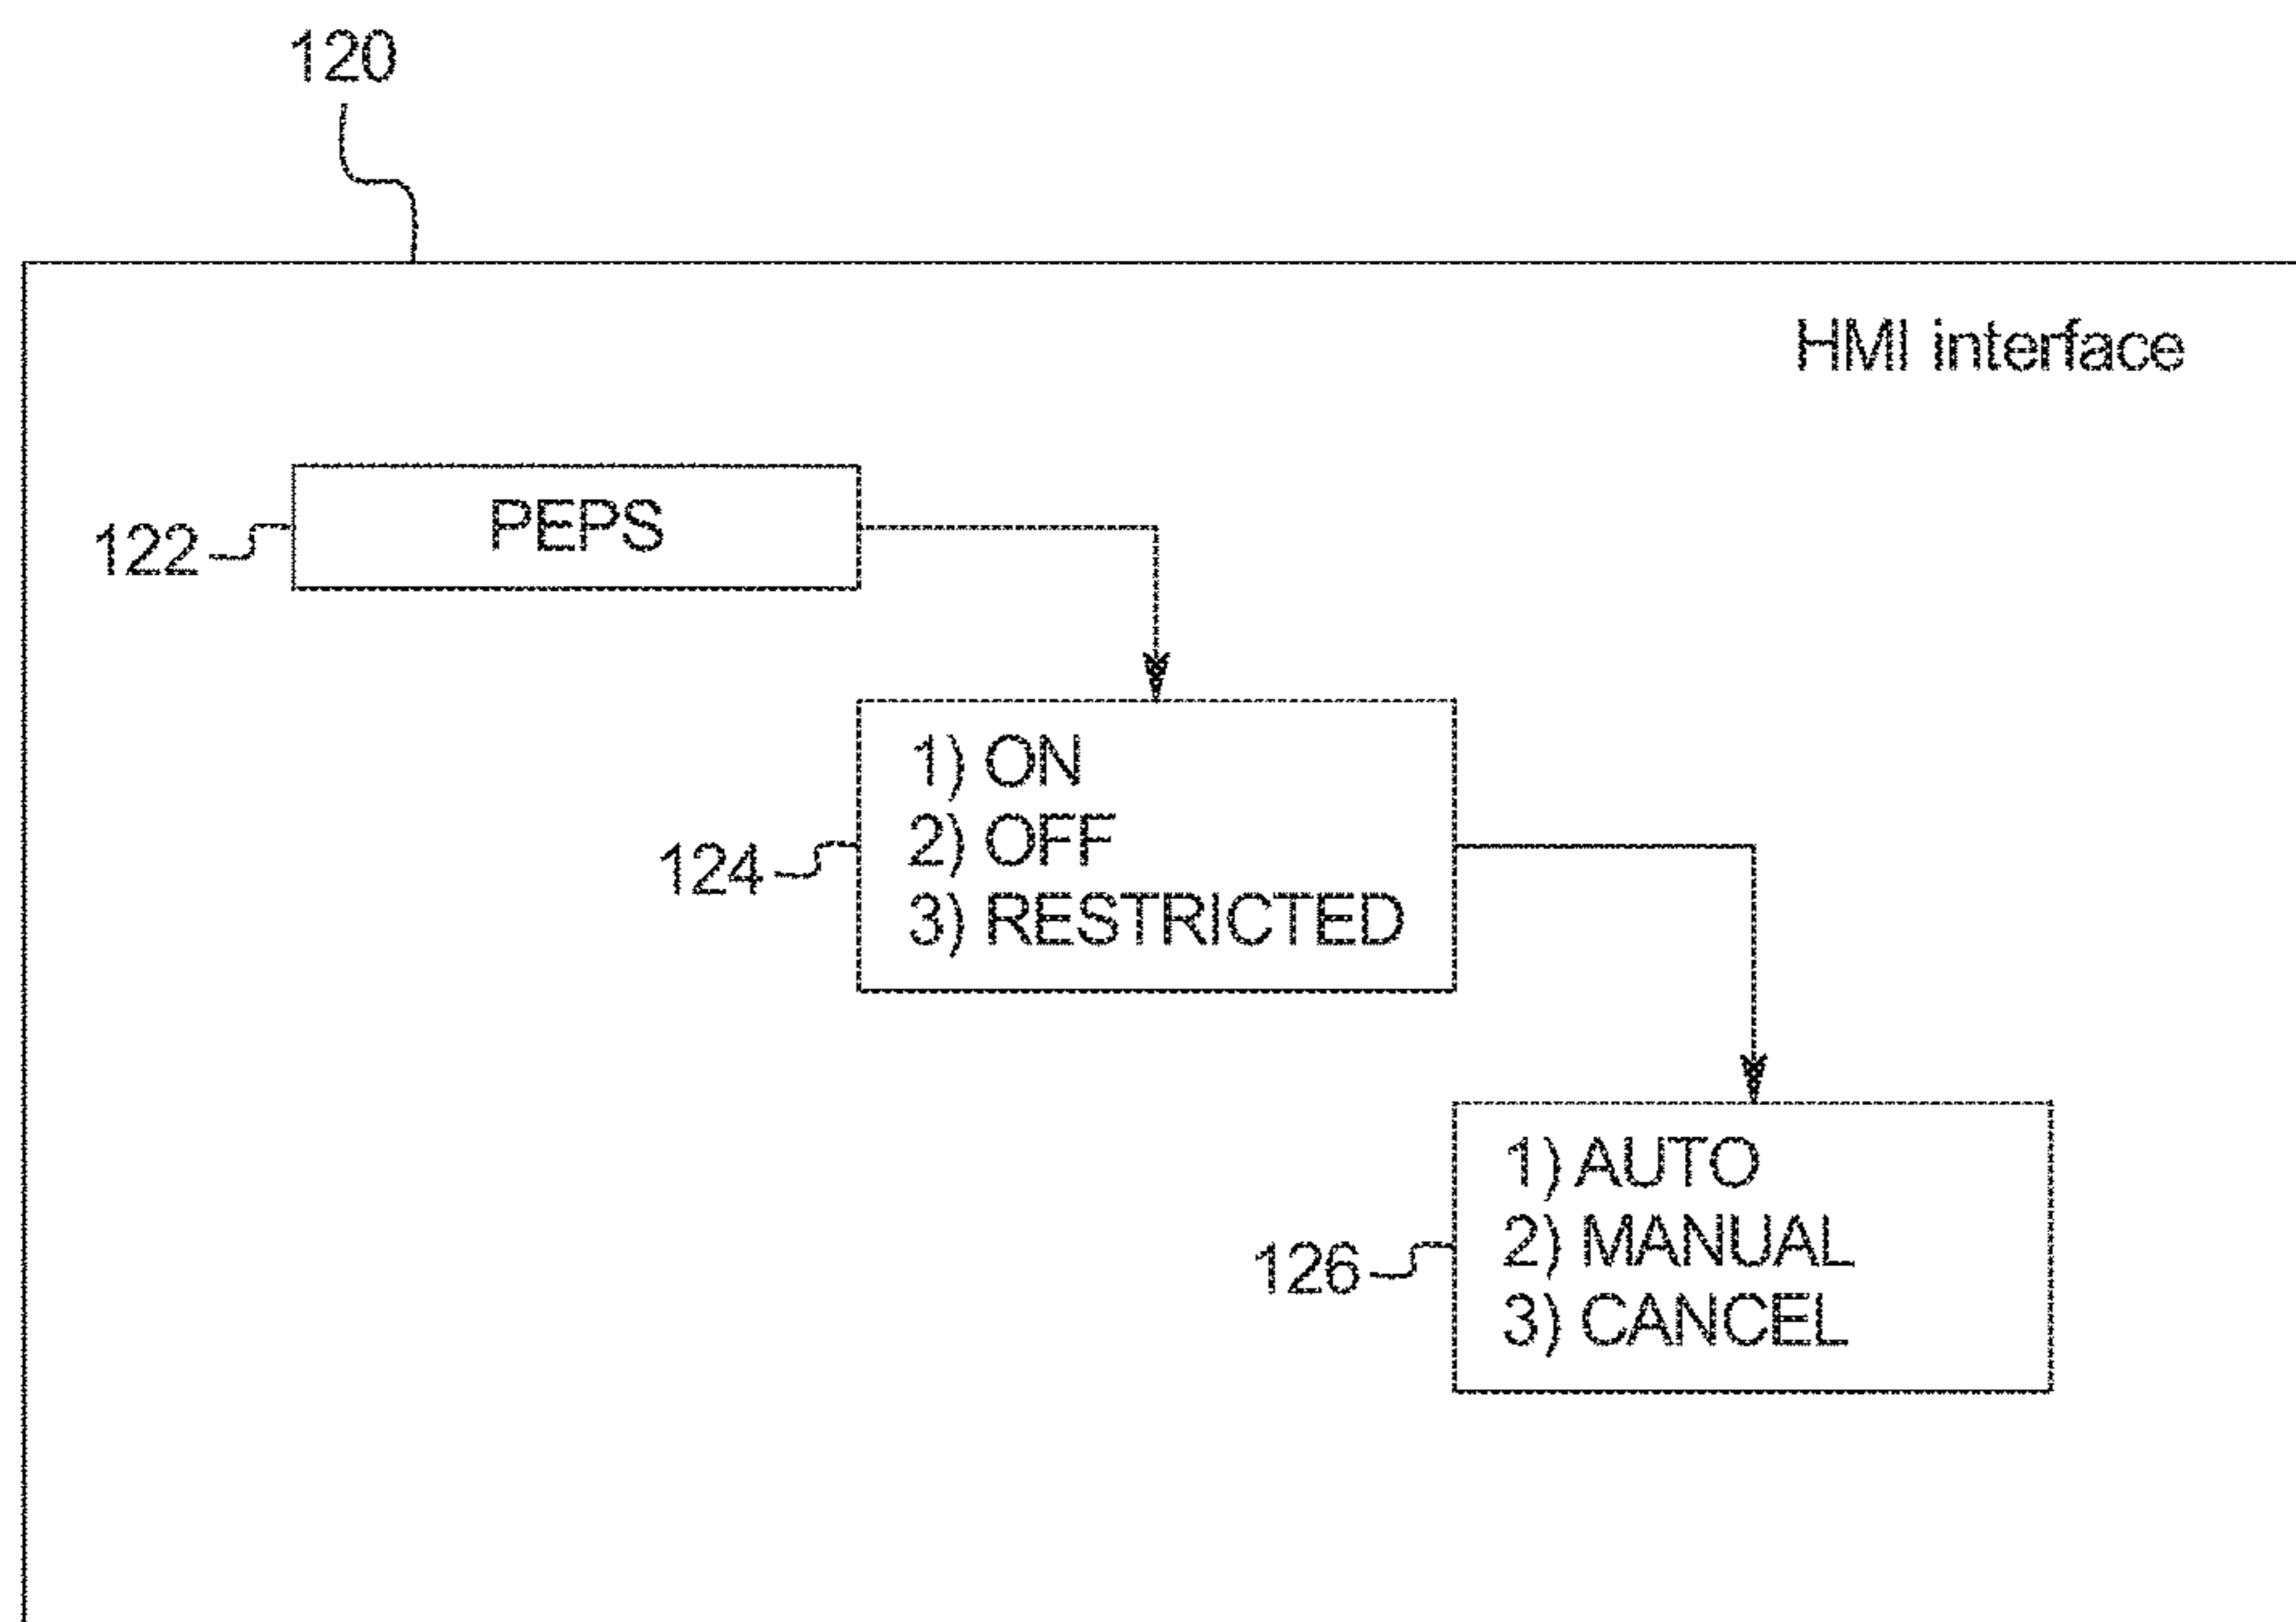 120
HMI interface
PEPS
122
1) ON
2) OFF
124
3) RESTRICTED
1) AUTO
2) MANUAL
126
3) CANCEL